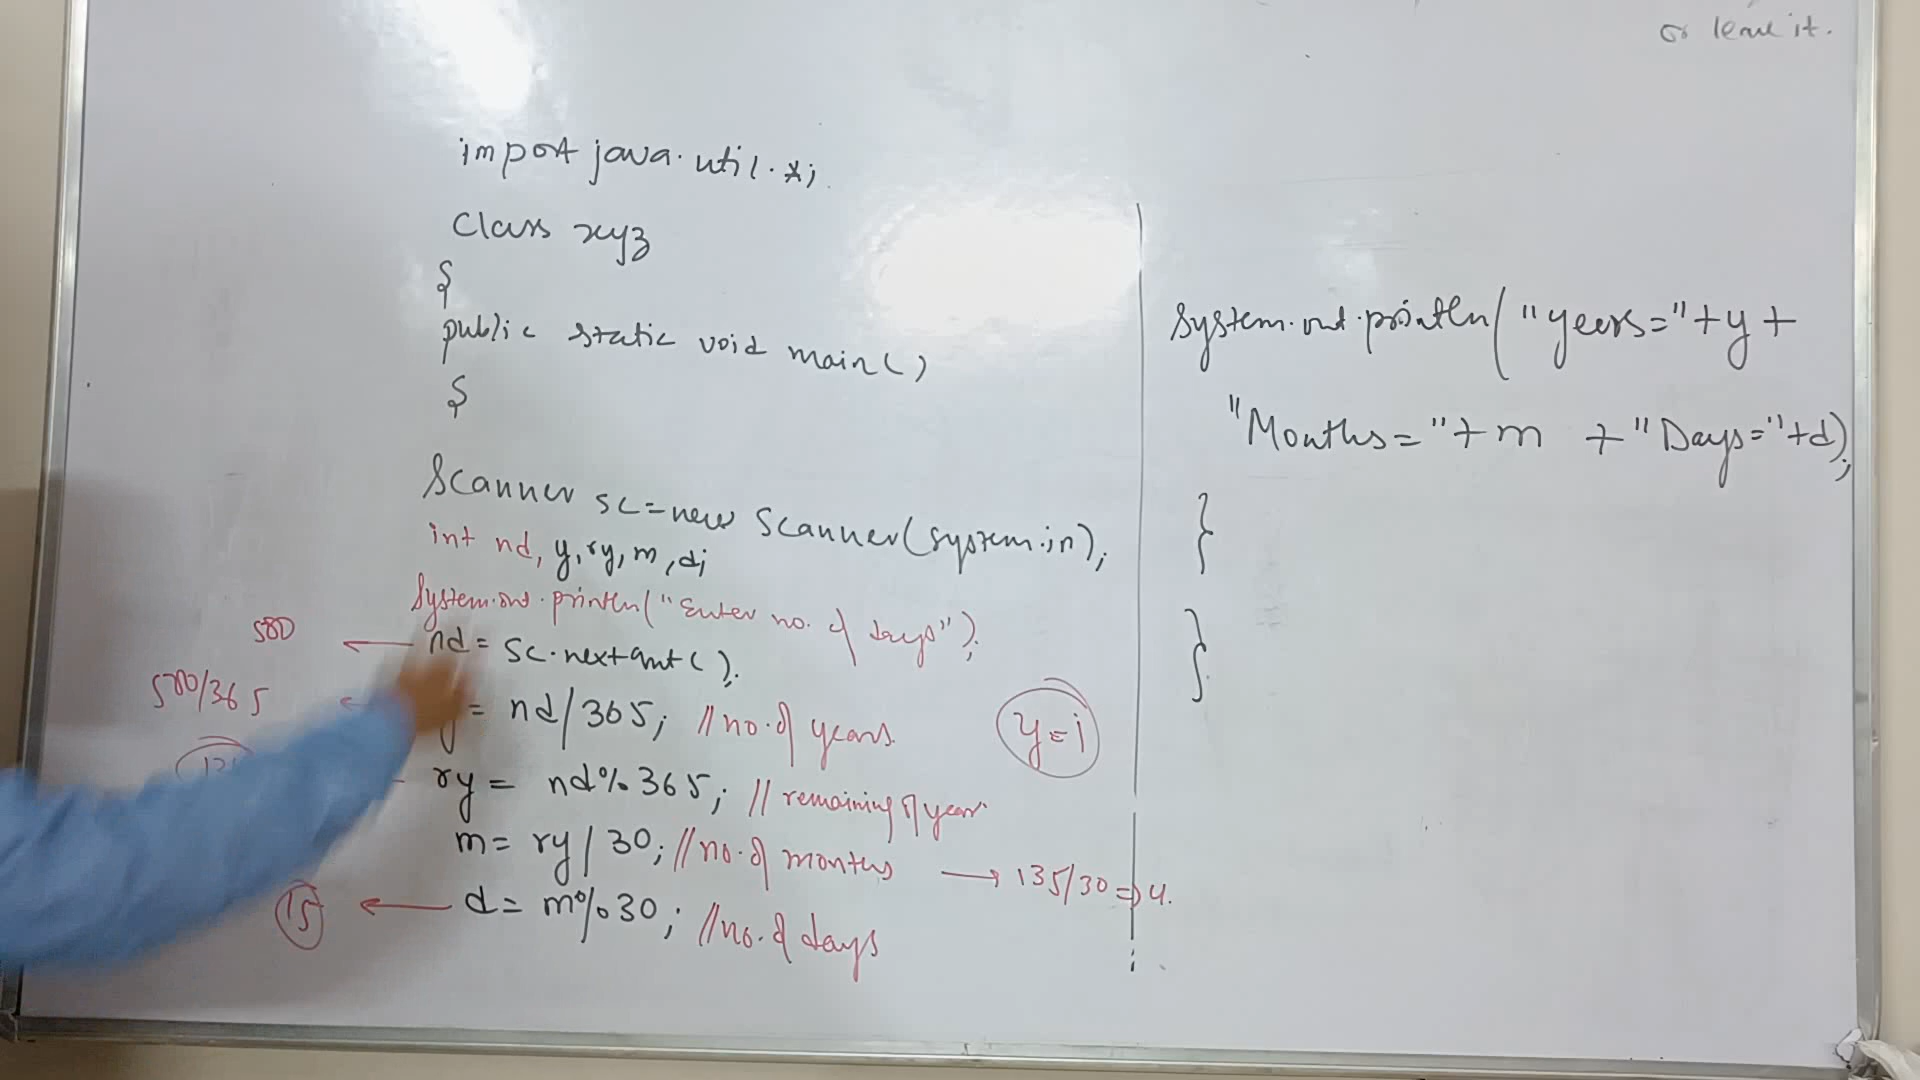 or leave it.
import java.util.*;
Class xyz
{
public static void main()
{
Scanner sc=new Scanner(System.in);
int nd, y, ry, m, d;
System.out.println("Enter no. of days");
500 ← nd= sc.nextInt();
500/365 ← y= nd/365; //no. of years
y=1
ry= nd%365; //remaining of year
m= ry/30; //no. of months → 135/30 => 4.
15 ← d= m%30; //no. of days
System.out.println("years="+y+
"Months="+m +"Days="+d);
}
}